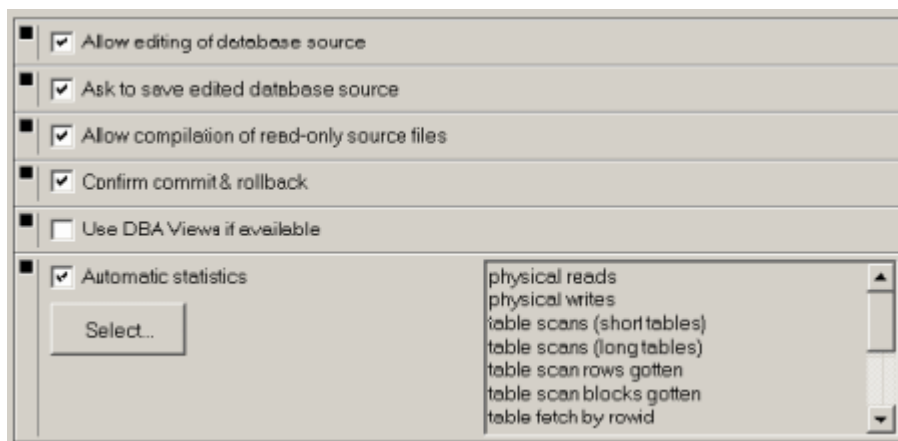 Allow editing of database source
Ask to save edited database source
Allow compilation of read-only source files
Confirm commit & rollback
Use DBA Views if available
Automatic statistics
Select...
physical reads
physical writes
table scans (short tables)
table scans (long tables)
table scan rows gotten
table scan blocks gotten
table fetch by rowid